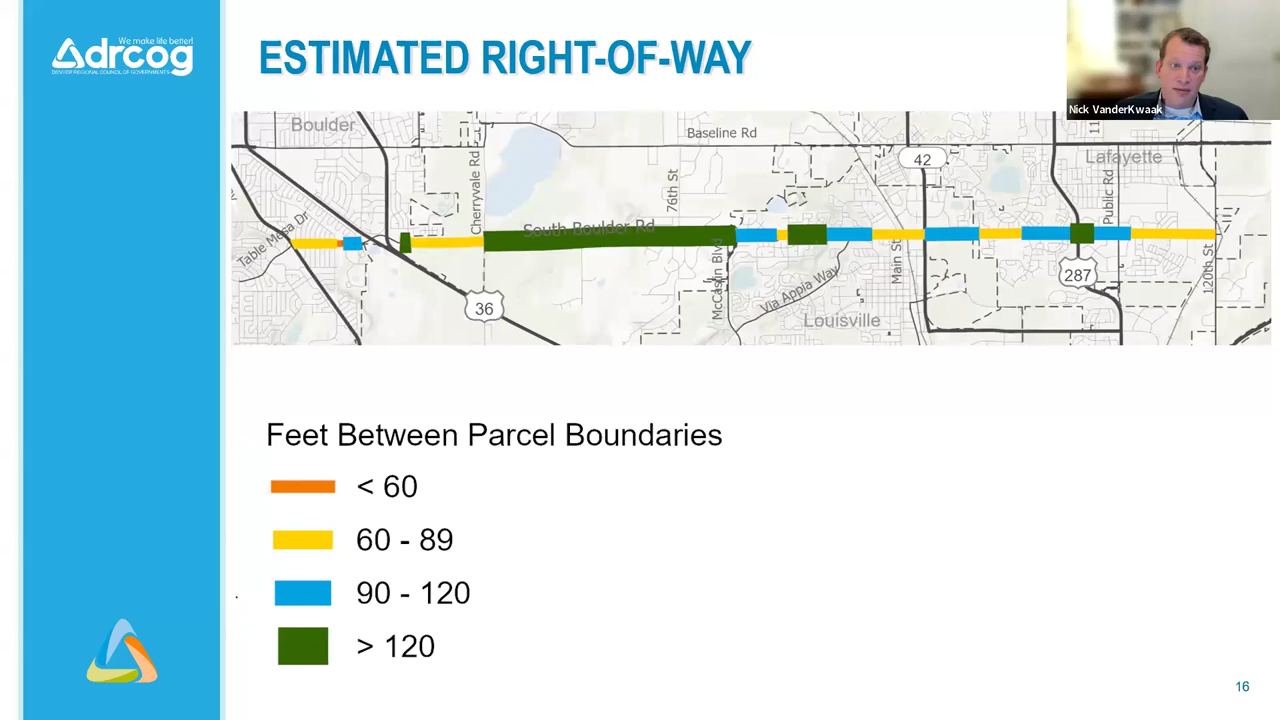 We make life better!
drcog
DENVER REGIONAL COUNCIL OF GOVERNMENTS
ESTIMATED RIGHT-OF-WAY
Nick VanderKwaak
Boulder
Baseline Rd
Cherryvale Rd
76th St
42
Lafayette
Public Rd
Table Mesa Dr
South Boulder Rd
McCaslin Blvd
Via Appia Way
Main St
120th St
287
36
Louisville
Feet Between Parcel Boundaries
< 60
60 - 89
90 - 120
> 120
16